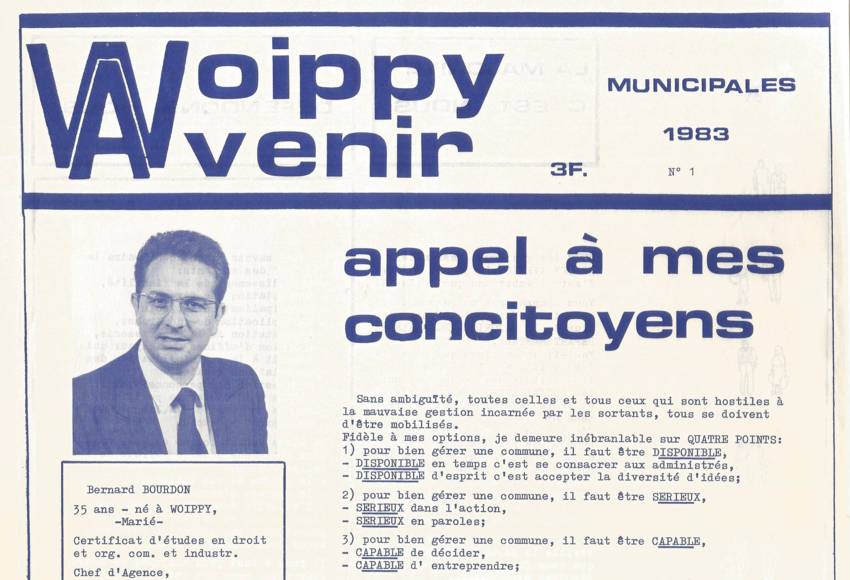 Woippy
Avenir
MUNICIPALES
1983
3F.
N° 1
appel à mes
concitoyens
Sans ambiguïté, toutes celles et tous ceux qui sont hostiles à
la mauvaise gestion incarnée par les sortants, tous se doivent
d'être mobilisés.
Fidèle à mes options, je demeure inébranlable sur QUATRE POINTS:
1) pour bien gérer une commune, il faut être DISPONIBLE,
- DISPONIBLE en temps c'est se consacrer aux administrés,
- DISPONIBLE d'esprit c'est accepter la diversité d'idées;
2) pour bien gérer une commune, il faut être SERIEUX,
- SERIEUX dans l'action,
- SERIEUX en paroles;
3) pour bien gérer une commune, il faut être CAPABLE,
- CAPABLE de décider,
- CAPABLE d' entreprendre;
Bernard BOURDON
35 ans - né à WOIPPY,
-Marié-
Certificat d'études en droit
et org. com. et industr.
Chef d'Agence,